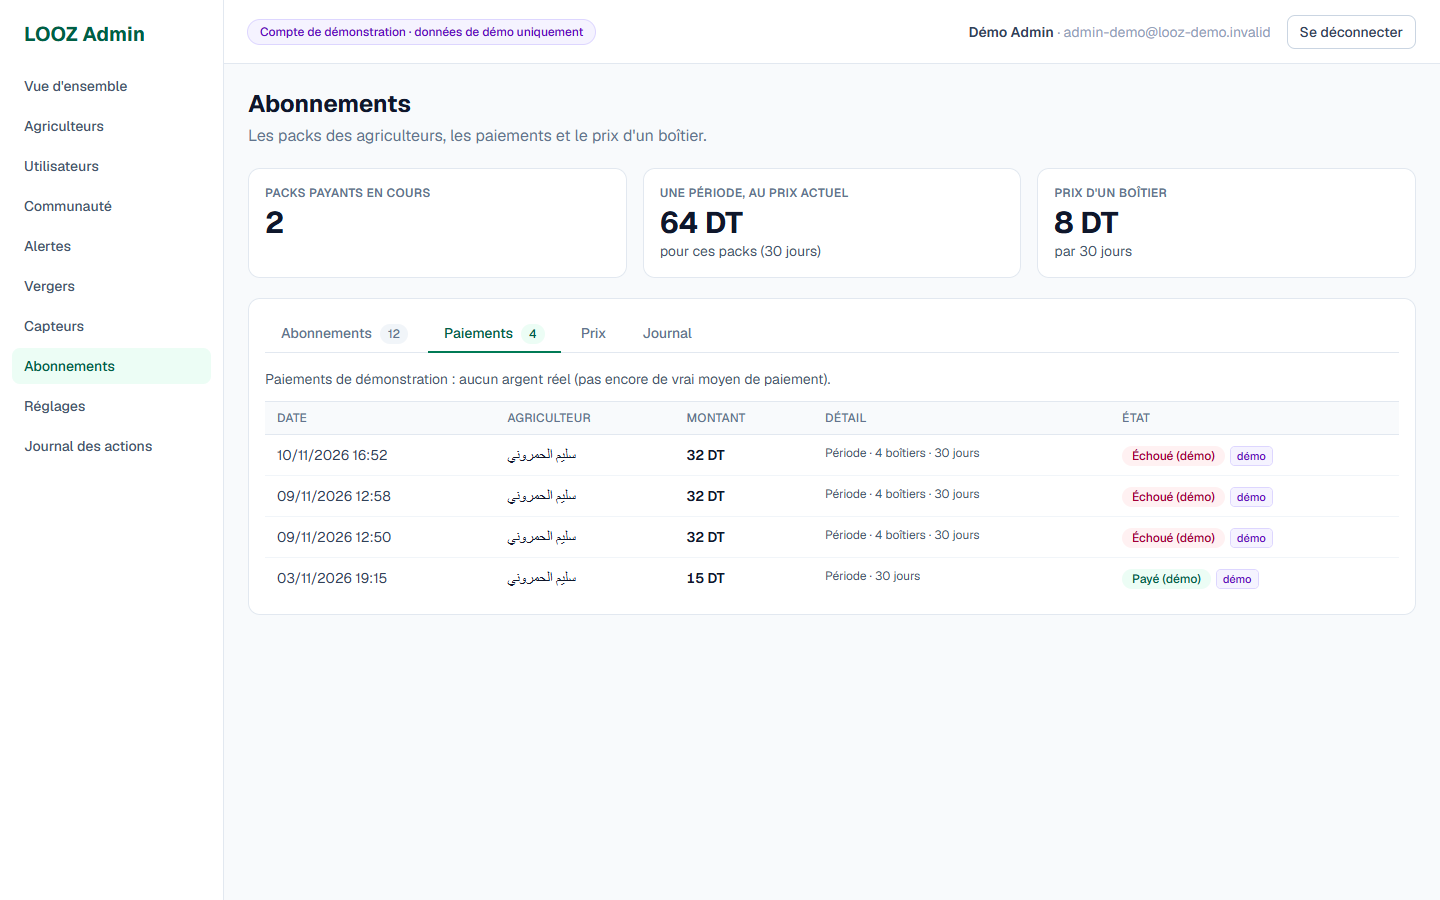 LOOZ Admin
Compte de démonstration · données de démo uniquement
Démo Admin · admin-demo@looz-demo.invalid
Se déconnecter
Vue d'ensemble
Agriculteurs
Utilisateurs
Communauté
Alertes
Vergers
Capteurs
Abonnements
Réglages
Journal des actions
Abonnements
Les packs des agriculteurs, les paiements et le prix d'un boîtier.
PACKS PAYANTS EN COURS
2
UNE PÉRIODE, AU PRIX ACTUEL
64 DT
pour ces packs (30 jours)
PRIX D'UN BOÎTIER
8 DT
par 30 jours
Abonnements 12 Paiements 4 Prix Journal
Paiements de démonstration : aucun argent réel (pas encore de vrai moyen de paiement).
DATE AGRICULTEUR MONTANT DÉTAIL ÉTAT
10/11/2026 16:52 سليم الحمروني 32 DT Période · 4 boîtiers · 30 jours Échoué (démo) démo
09/11/2026 12:58 سليم الحمروني 32 DT Période · 4 boîtiers · 30 jours Échoué (démo) démo
09/11/2026 12:50 سليم الحمروني 32 DT Période · 4 boîtiers · 30 jours Échoué (démo) démo
03/11/2026 19:15 سليم الحمروني 15 DT Période · 30 jours Payé (démo) démo